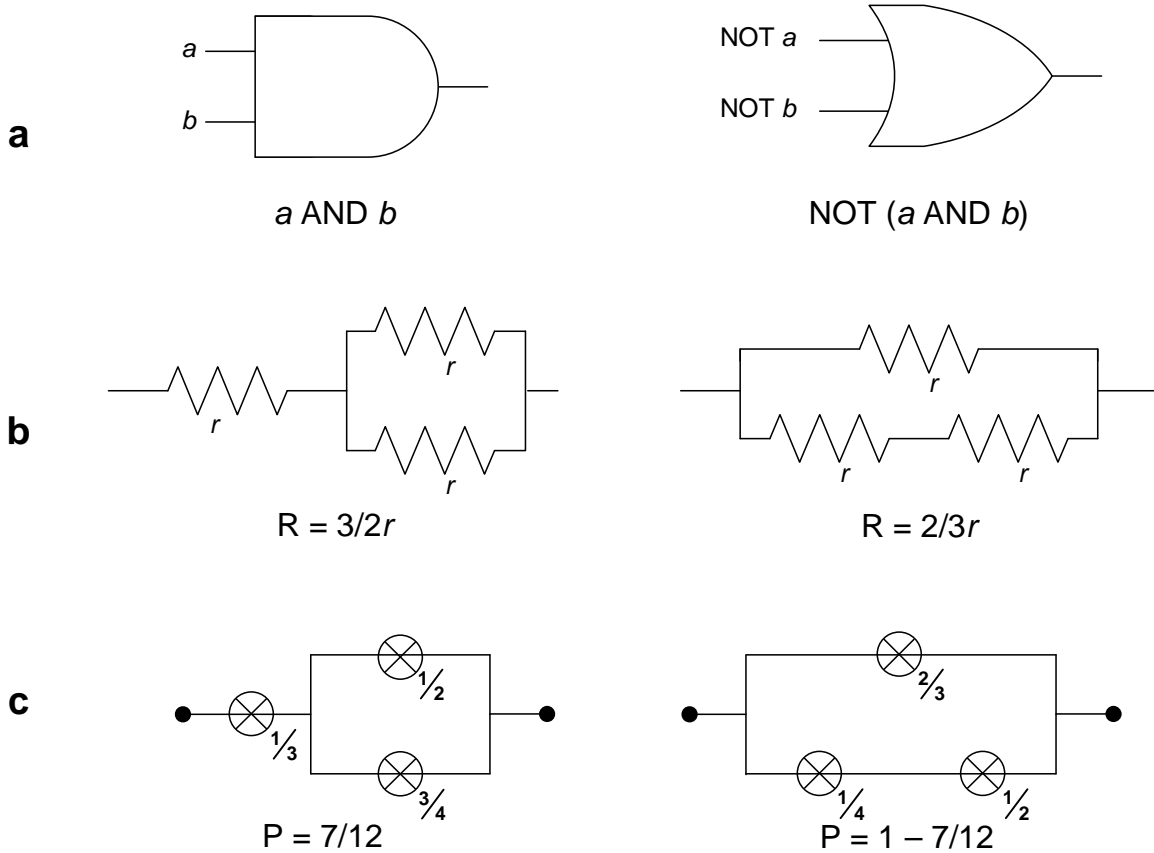 a
a
b
a AND b
NOT a
NOT b
NOT (a AND b)
b
r
r
r
R = 3/2r
r
r
r
R = 2/3r
c
1/3
1/2
3/4
P = 7/12
2/3
1/4
1/2
P = 1 – 7/12